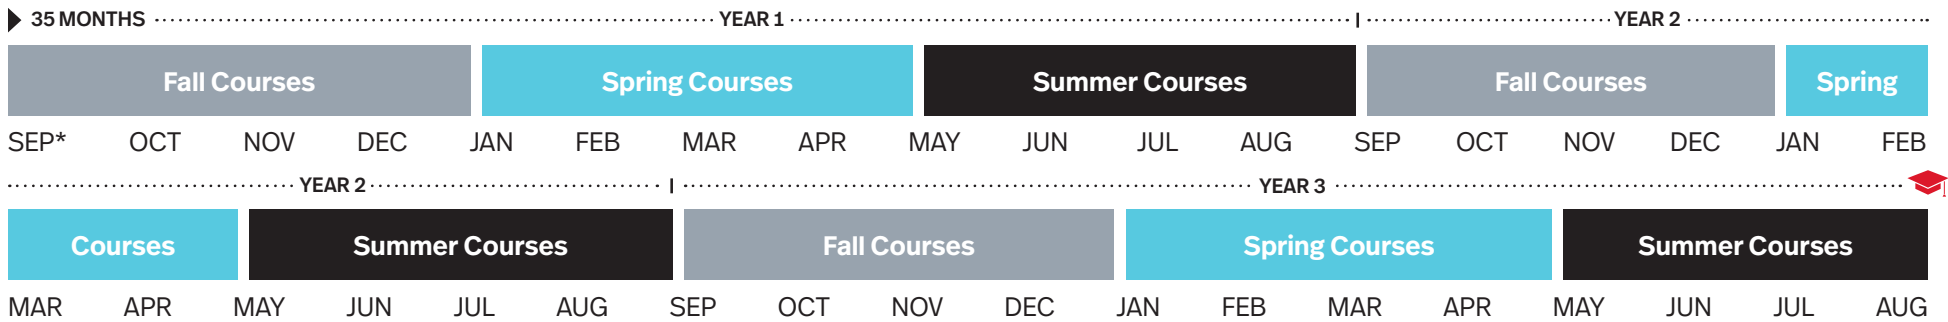 35 MONTHS YEAR 1 YEAR 2
Fall Courses Spring Courses Summer Courses Fall Courses Spring
SEP* OCT NOV DEC JAN FEB MAR APR MAY JUN JUL AUG SEP OCT NOV DEC JAN FEB
YEAR 2 YEAR 3
Courses Summer Courses Fall Courses Spring Courses Summer Courses
MAR APR MAY JUN JUL AUG SEP OCT NOV DEC JAN FEB MAR APR MAY JUN JUL AUG